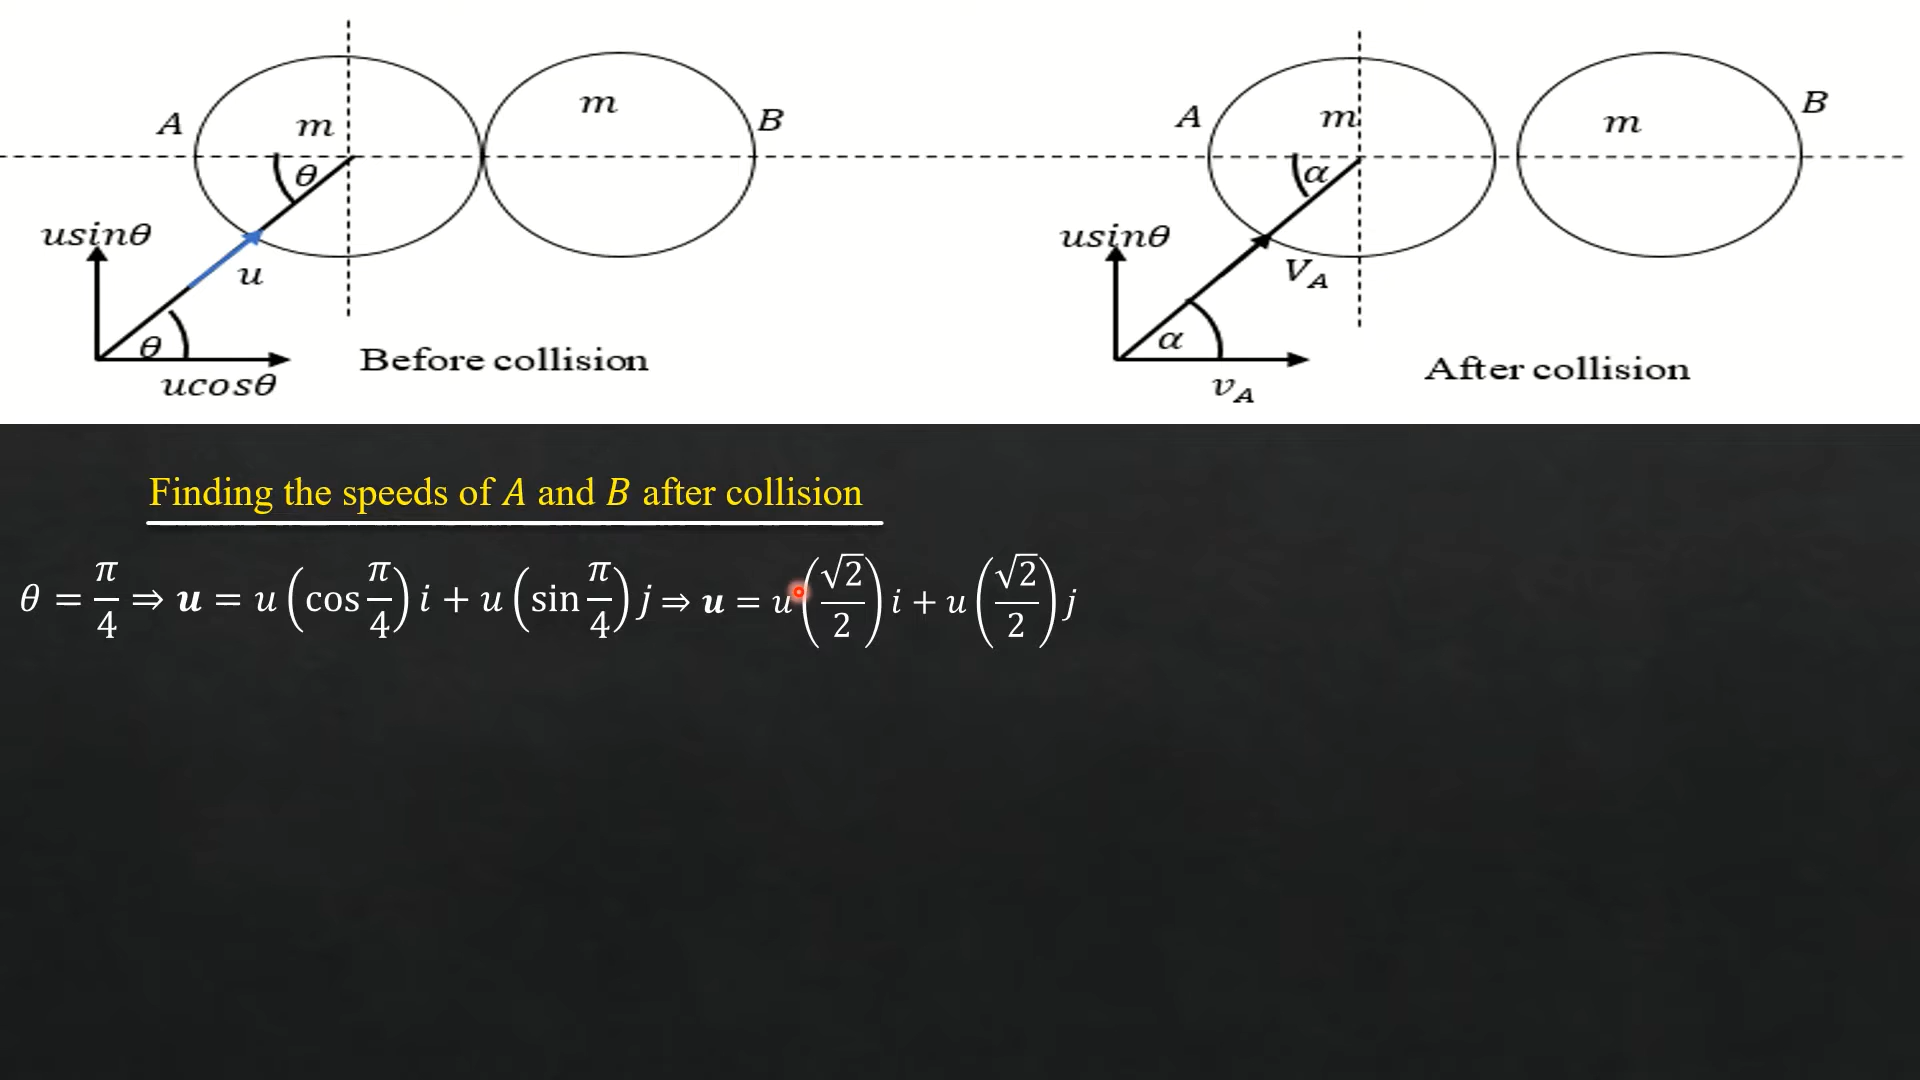 A m m B
θ
usinθ
u
θ
ucosθ
Before collision
A m m B
α
usinθ
V_A
α
v_A
After collision
Finding the speeds of A and B after collision
θ = π/4 ⇒ u = u(cos π/4)i + u(sin π/4)j ⇒ u = u(√2/2)i + u(√2/2)j